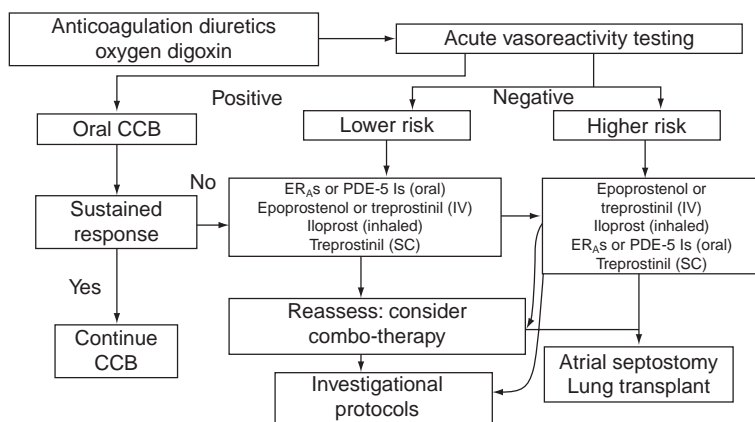 Anticoagulation diuretics
oxygen digoxin
Acute vasoreactivity testing
Positive
Negative
Oral CCB
Lower risk
Higher risk
No
Sustained
response
ER_As or PDE-5 Is (oral)
Epoprostenol or treprostinil (IV)
Iloprost (inhaled)
Treprostinil (SC)
Epoprostenol or
treprostinil (IV)
Iloprost (inhaled)
ER_As or PDE-5 Is (oral)
Treprostinil (SC)
Yes
Continue
CCB
Reassess: consider
combo-therapy
Atrial septostomy
Lung transplant
Investigational
protocols